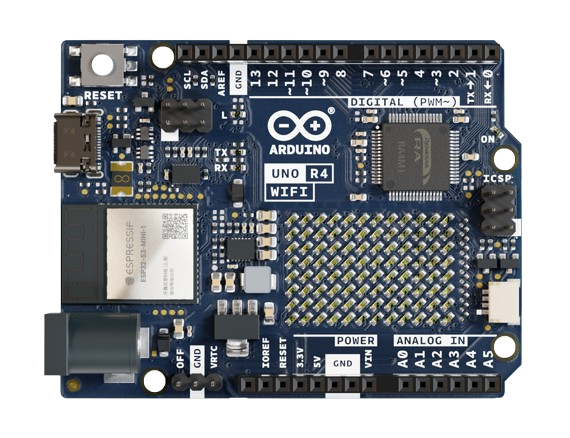 RESET
SCL
SDA
AREF
GND
13
12
~11
~10
~9
8
7
~6
~5
4
~3
2
TX→1
RX←0
DIGITAL (PWM~)
L
TX
RX
ARDUINO
UNO R4
WIFI
RA
ON
ICSP
ESPRESSIF
ESP32-S3-MINI-1
OFF
GND
VRTC
IOREF
RESET
3.3V
5V
GND
VIN
POWER
ANALOG IN
A0
A1
A2
A3
A4
A5